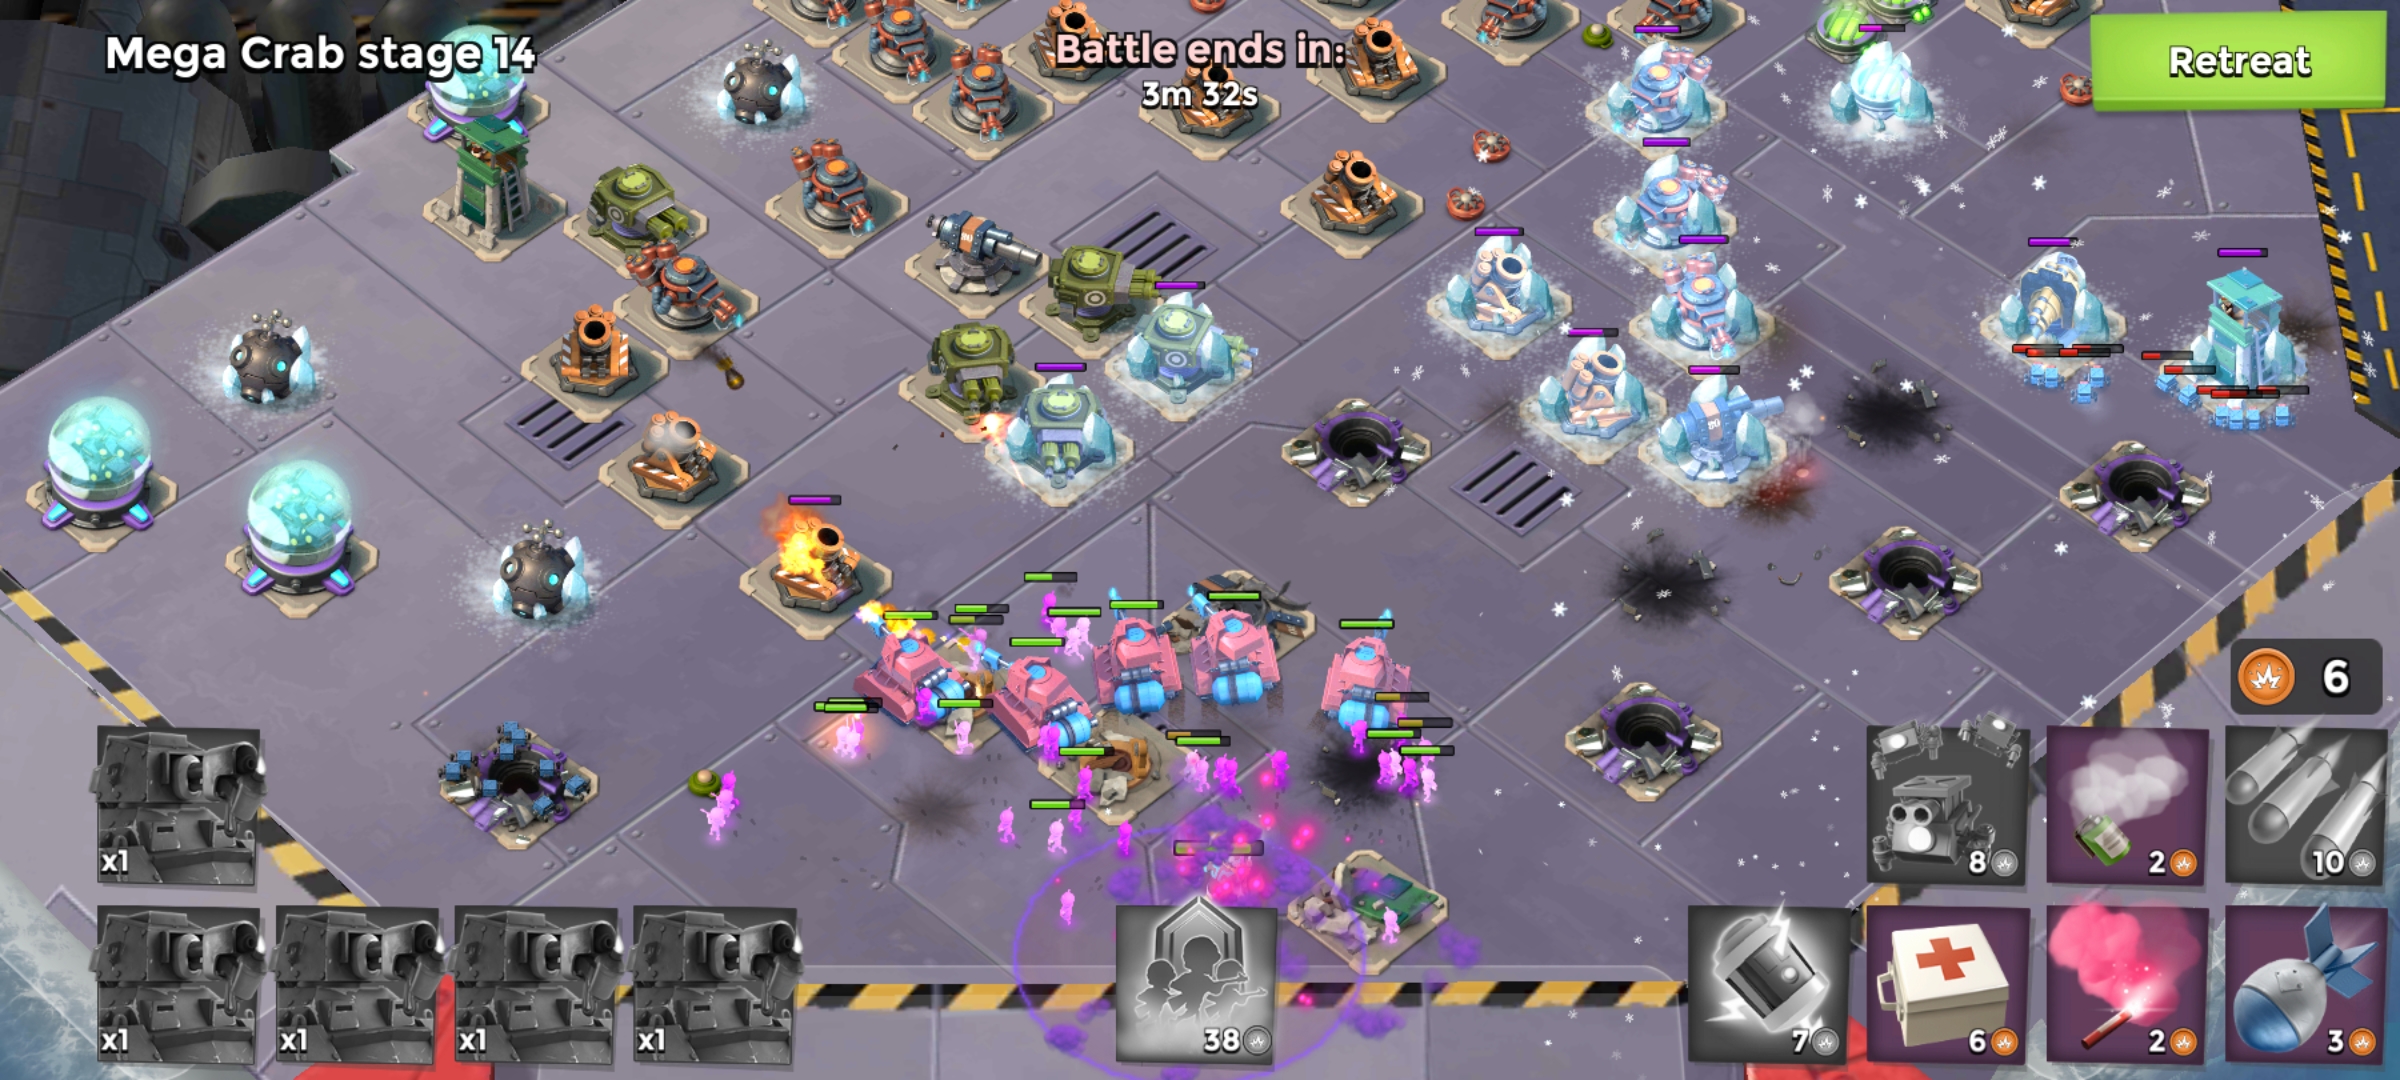 Mega Crab stage 14
Battle ends in:
3m 32s
Retreat
6
x1
8
2
10
x1
x1
x1
x1
38
7
6
2
3